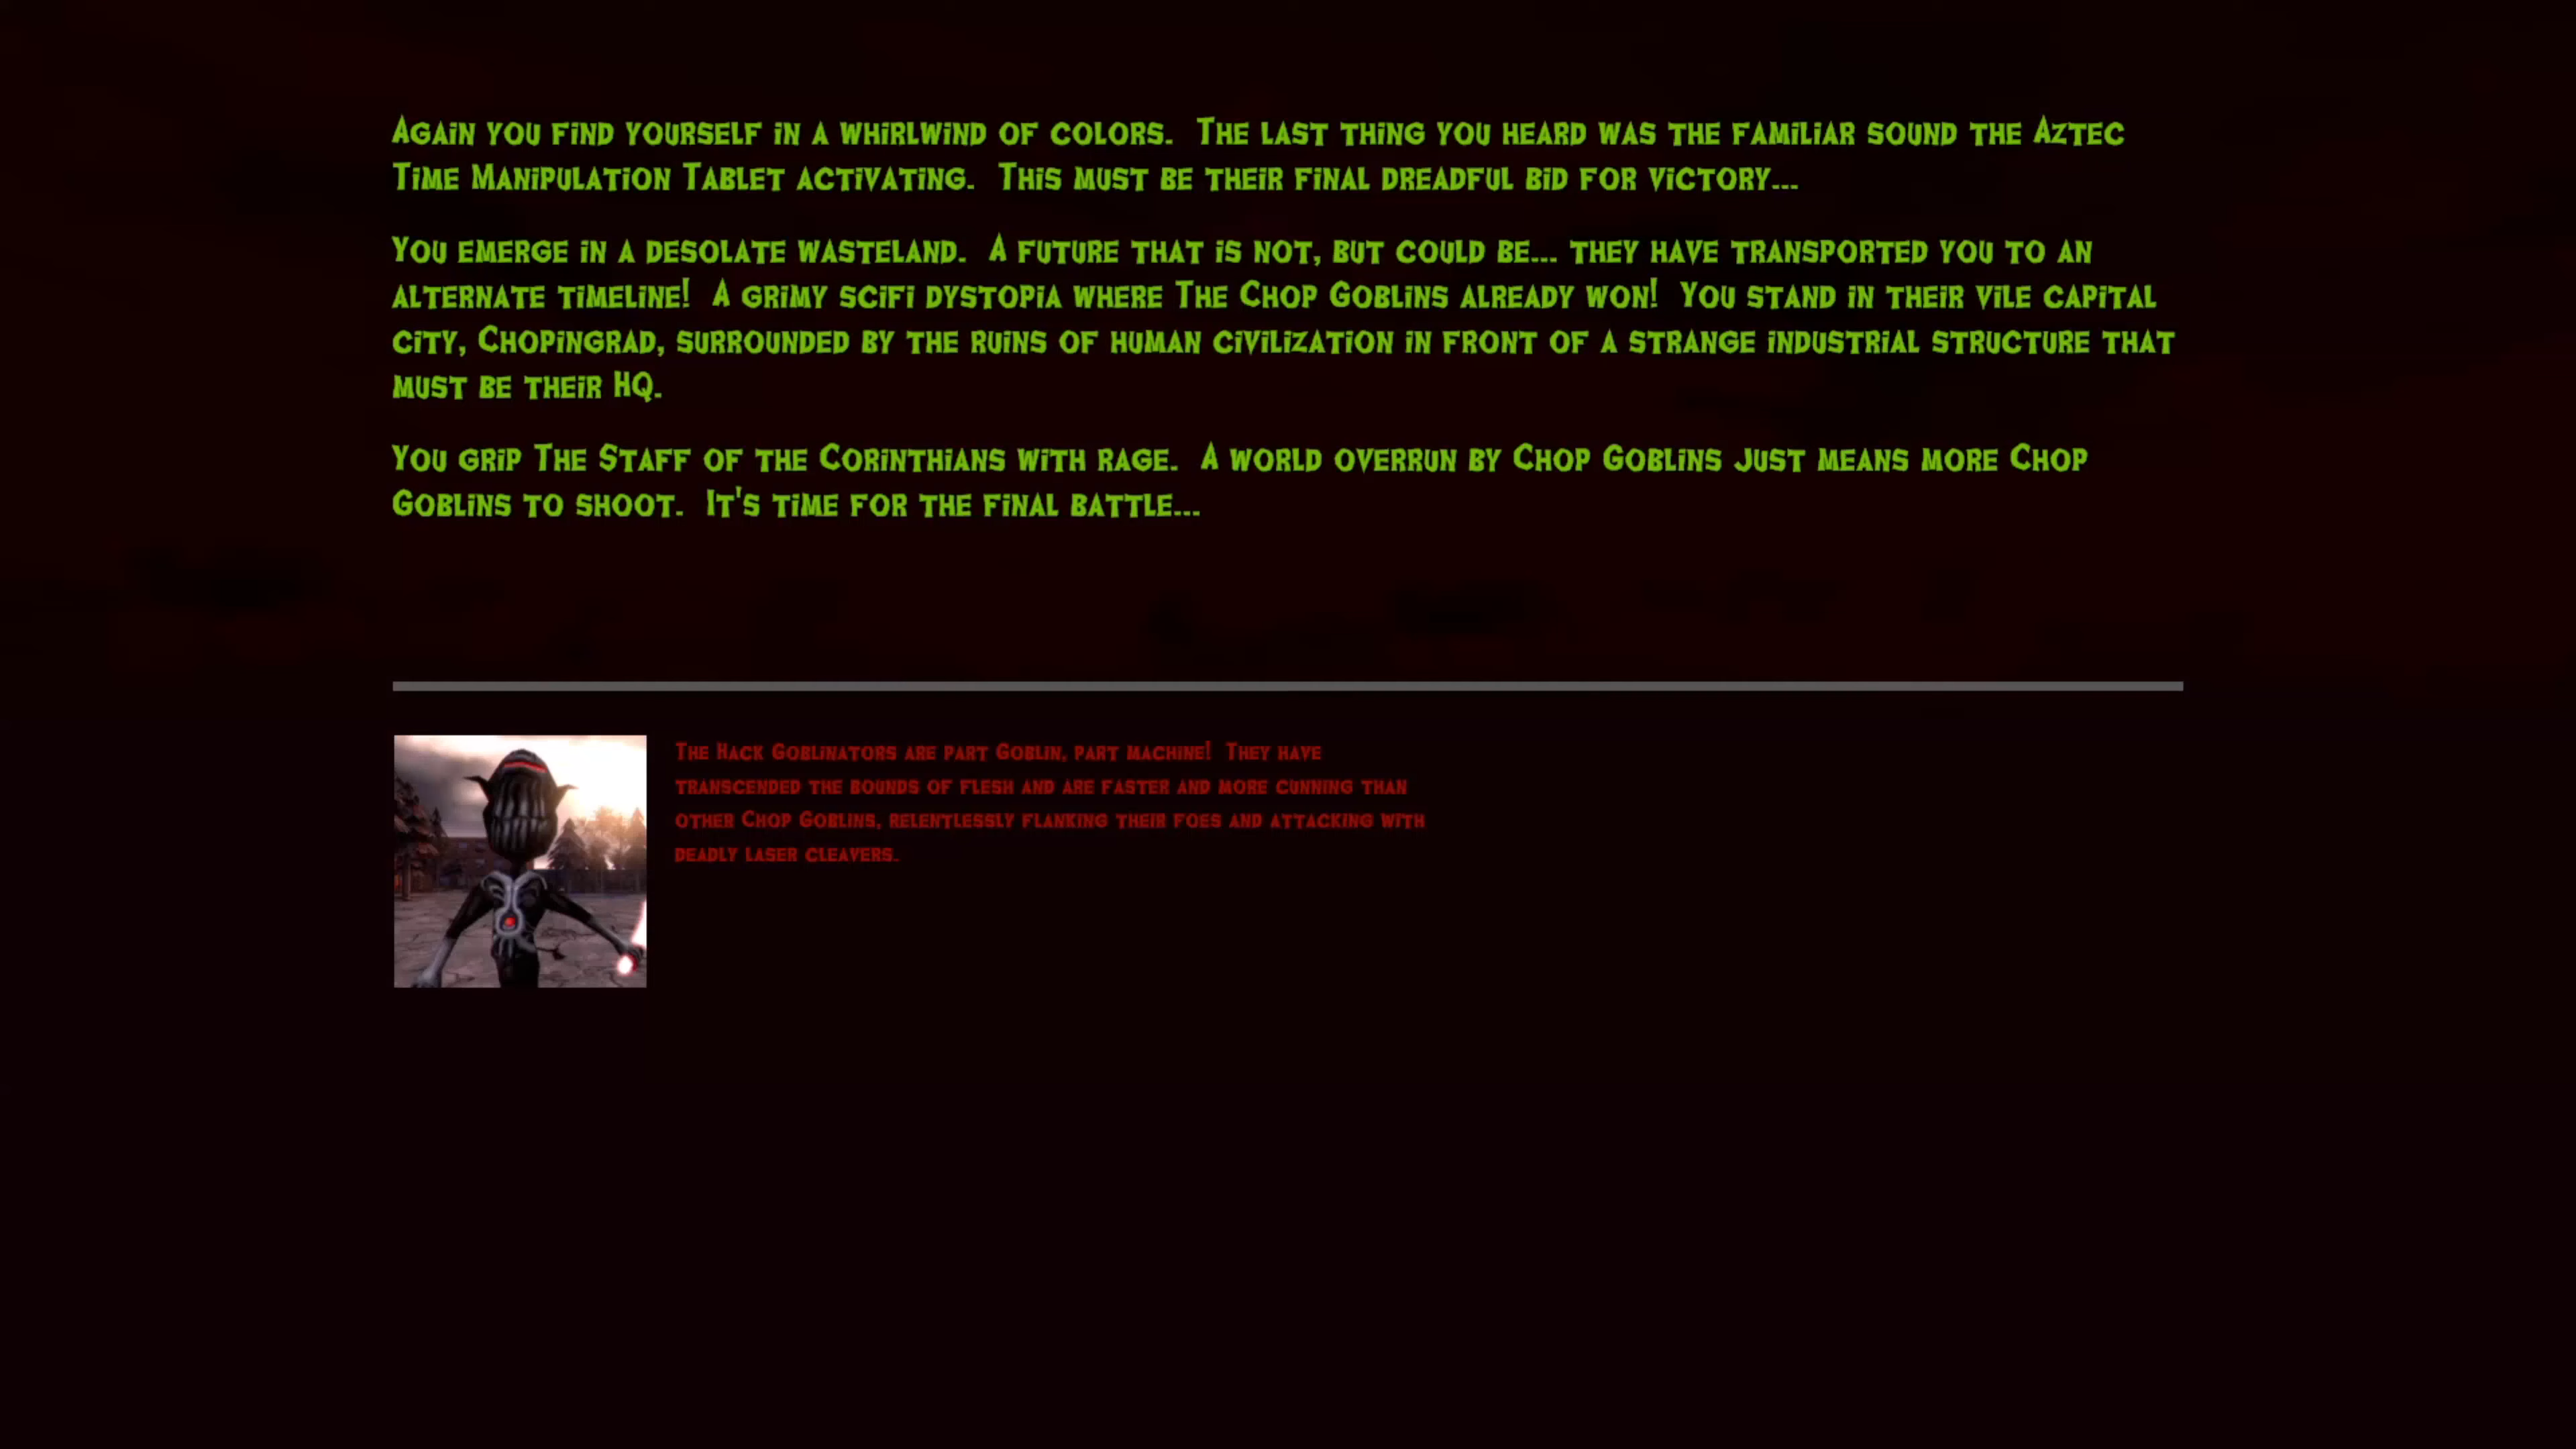 Again you find yourself in a whirlwind of colors.  The last thing you heard was the familiar sound the Aztec
Time Manipulation Tablet activating.  This must be their final dreadful bid for victory...
You emerge in a desolate wasteland.  A future that is not, but could be... they have transported you to an
alternate timeline!  A grimy scifi dystopia where The Chop Goblins already won!  You stand in their vile capital
city, Chopingrad, surrounded by the ruins of human civilization in front of a strange industrial structure that
must be their HQ.
You grip The Staff of the Corinthians with rage.  A world overrun by Chop Goblins just means more Chop
Goblins to shoot.  It's time for the final battle...
The Hack Goblinators are part Goblin, part machine!  They have
transcended the bounds of flesh and are faster and more cunning than
other Chop Goblins, relentlessly flanking their foes and attacking with
deadly laser cleavers.